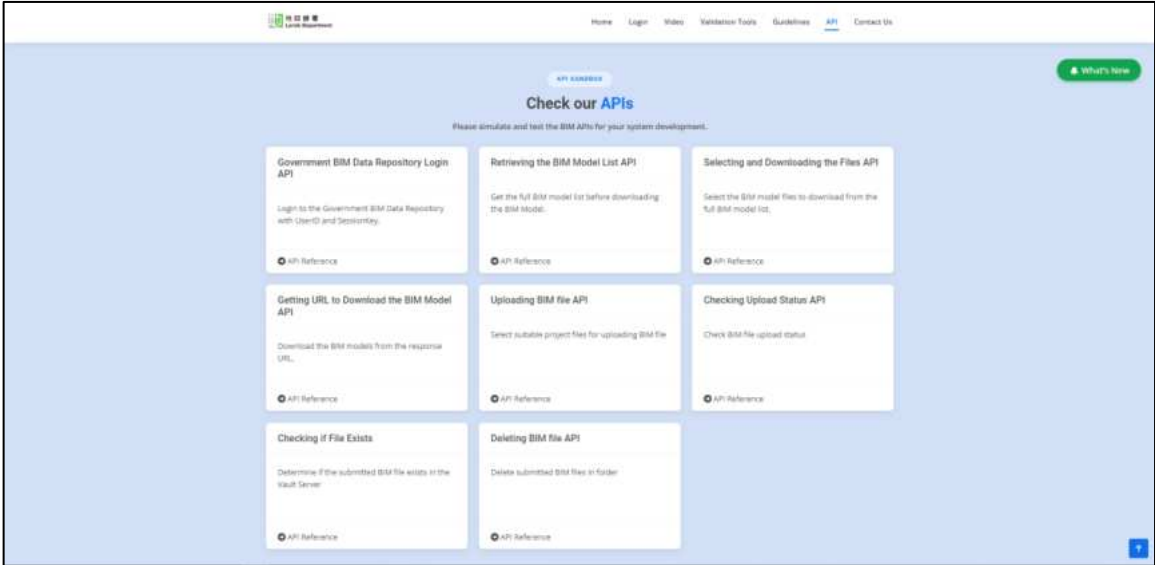 地政總署
Lands Department
Home Login Video Validation Tools Guidelines API Contact Us
What's New
API SANDBOX
Check our APIs
Please simulate and test the BIM APIs for your system development.
Government BIM Data Repository Login
API
Login to the Government BIM Data Repository
with UserID and SessionKey.
API Reference
Retrieving the BIM Model List API
Get the full BIM model list before downloading
the BIM Model.
API Reference
Selecting and Downloading the Files API
Select the BIM model files to download from the
full BIM model list.
API Reference
Getting URL to Download the BIM Model
API
Download the BIM models from the response
URL.
API Reference
Uploading BIM file API
Select suitable project files for uploading BIM file
API Reference
Checking Upload Status API
Check BIM file upload status
API Reference
Checking if File Exists
Determine if the submitted BIM file exists in the
Vault Server
API Reference
Deleting BIM file API
Delete submitted BIM files in folder
API Reference